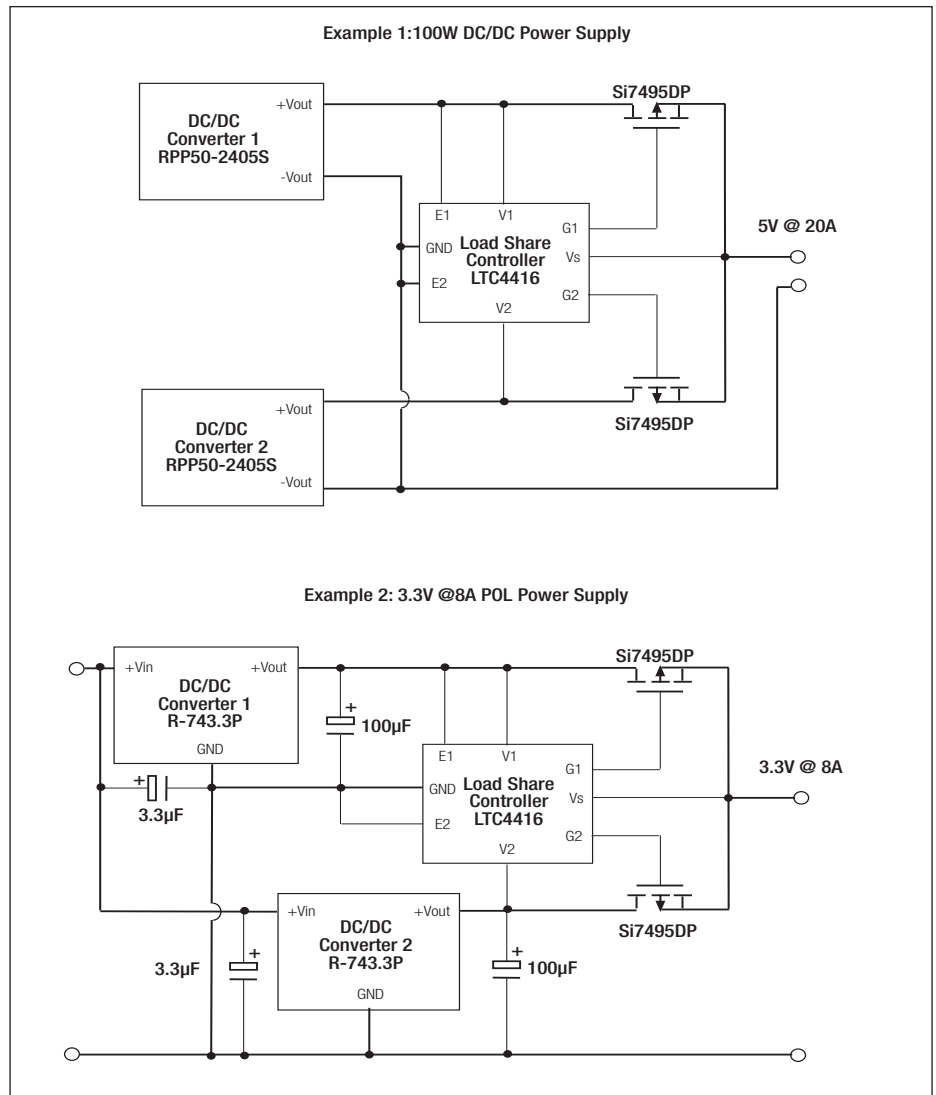 Example 1:100W DC/DC Power Supply
DC/DC
Converter 1
RPP50-2405S
+Vout
-Vout
Si7495DP
E1
V1
GND
E2
Load Share
Controller
LTC4416
G1
Vs
G2
V2
5V @ 20A
DC/DC
Converter 2
RPP50-2405S
+Vout
-Vout
Si7495DP
Example 2: 3.3V @8A POL Power Supply
+Vin
+Vout
DC/DC
Converter 1
R-743.3P
GND
+
100µF
+
3.3µF
Si7495DP
E1
V1
GND
E2
Load Share
Controller
LTC4416
G1
Vs
G2
V2
3.3V @ 8A
+Vin
+Vout
DC/DC
Converter 2
R-743.3P
GND
+
3.3µF
+
100µF
Si7495DP